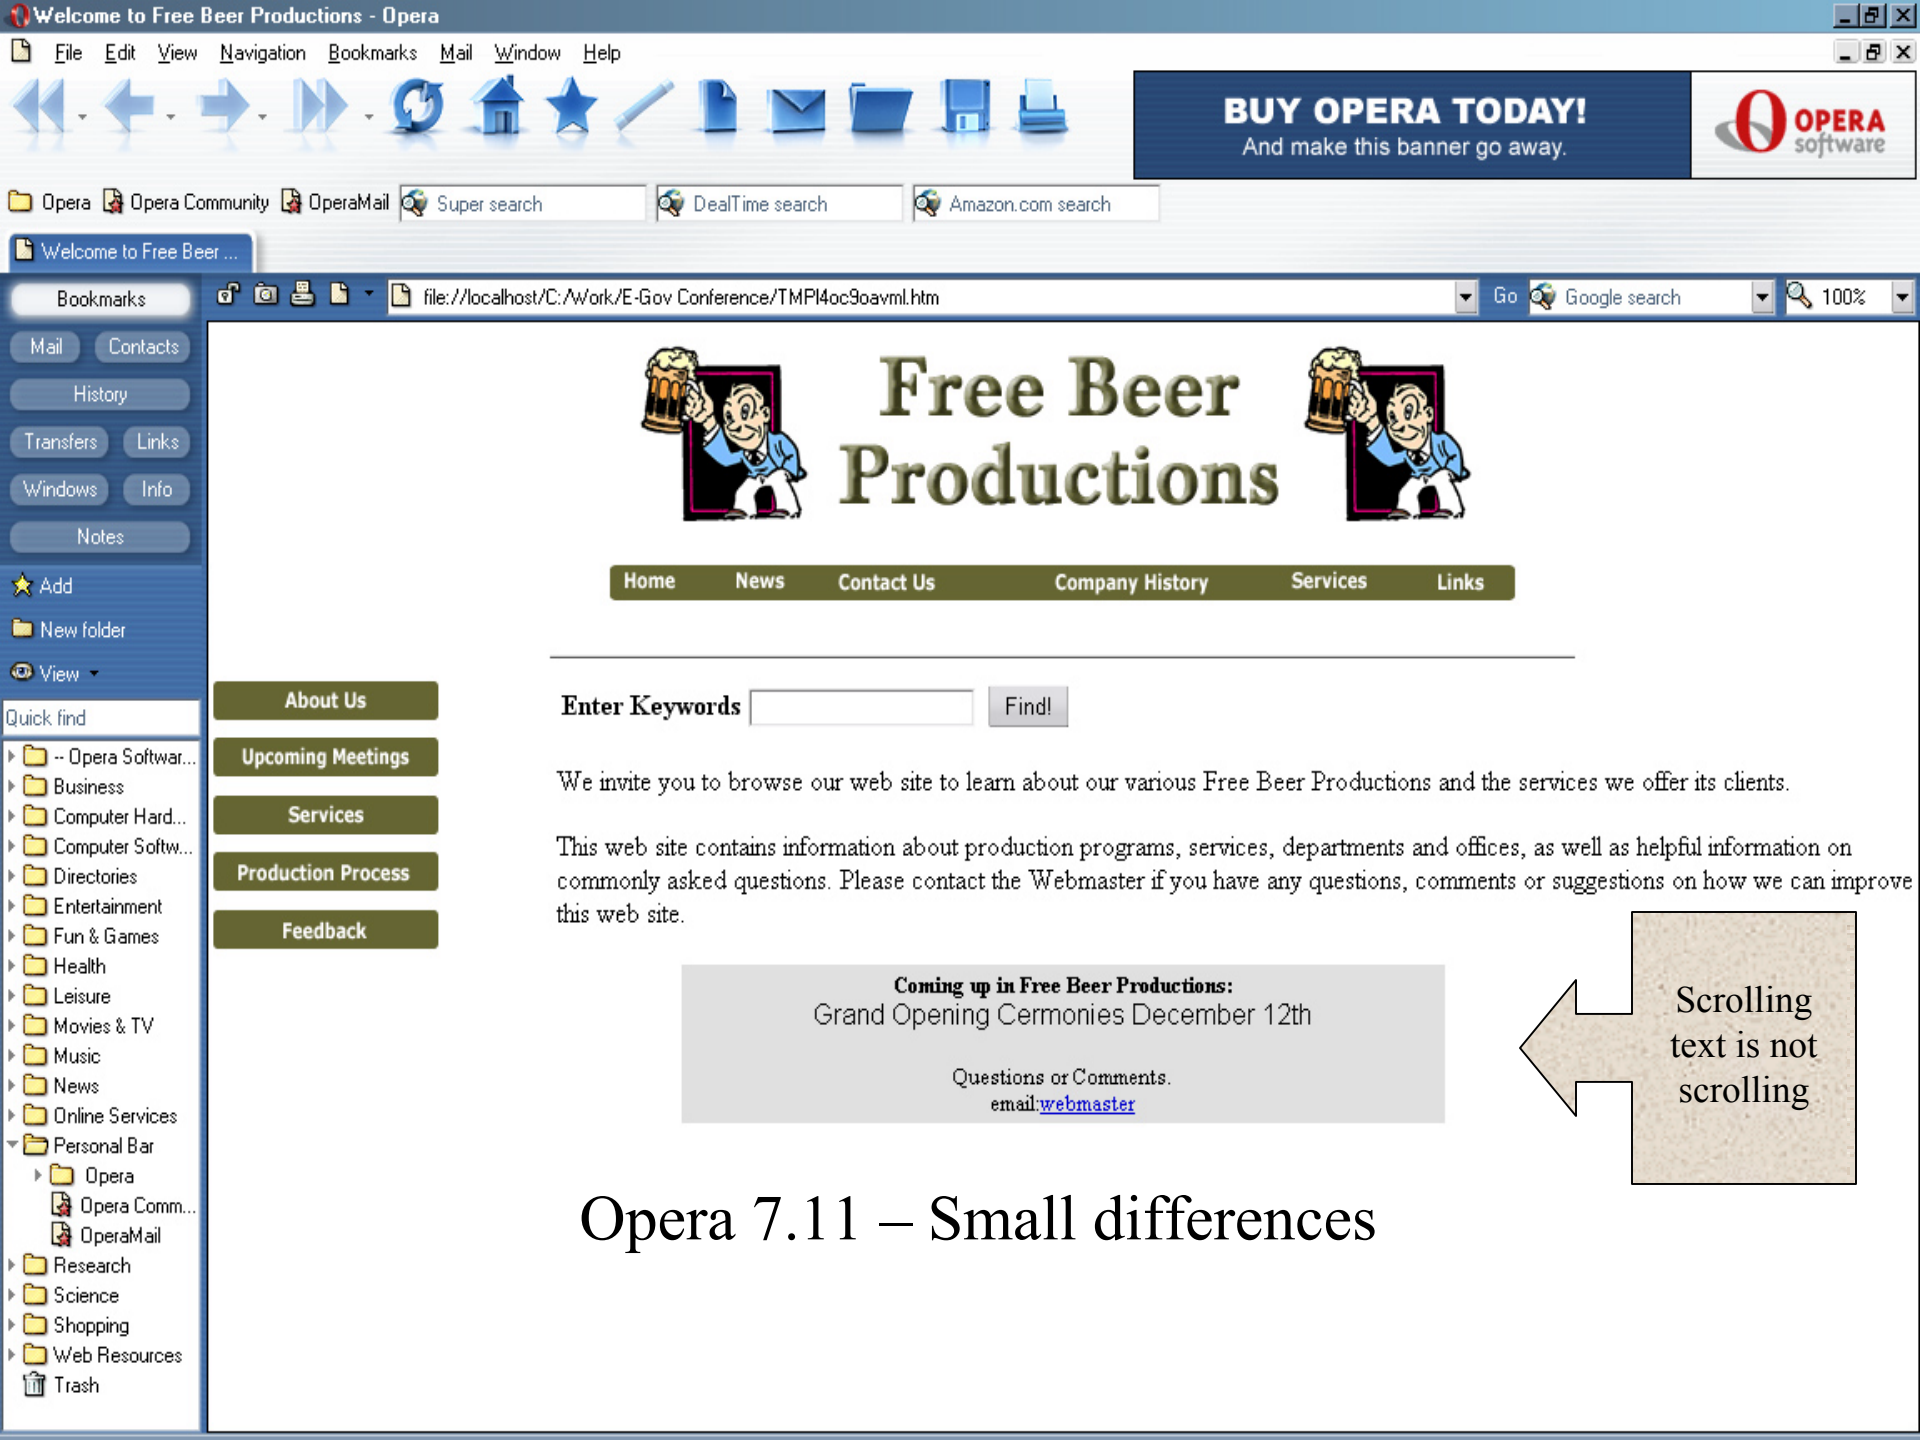 Welcome to Free Beer Productions - Opera
File Edit View Navigation Bookmarks Mail Window Help
BUY OPERA TODAY!
And make this banner go away.
OPERA
software
Opera Opera Community OperaMail Super search DealTime search Amazon.com search
Welcome to Free Beer ...
Bookmarks
file://localhost/C:/Work/E-Gov Conference/TMPl4oc9oavml.htm Go Google search 100%
Mail Contacts
History
Transfers Links
Windows Info
Notes
Add
New folder
View
Quick find
-- Opera Softwar...
Business
Computer Hard...
Computer Softw...
Directories
Entertainment
Fun & Games
Health
Leisure
Movies & TV
Music
News
Online Services
Personal Bar
Opera
Opera Comm...
OperaMail
Research
Science
Shopping
Web Resources
Trash
Free Beer
Productions
Home News Contact Us Company History Services Links
About Us
Upcoming Meetings
Services
Production Process
Feedback
Enter Keywords Find!
We invite you to browse our web site to learn about our various Free Beer Productions and the services we offer its clients.
This web site contains information about production programs, services, departments and offices, as well as helpful information on
commonly asked questions. Please contact the Webmaster if you have any questions, comments or suggestions on how we can improve
this web site.
Coming up in Free Beer Productions:
Grand Opening Cermonies December 12th
Questions or Comments.
email:webmaster
Scrolling
text is not
scrolling
Opera 7.11 – Small differences